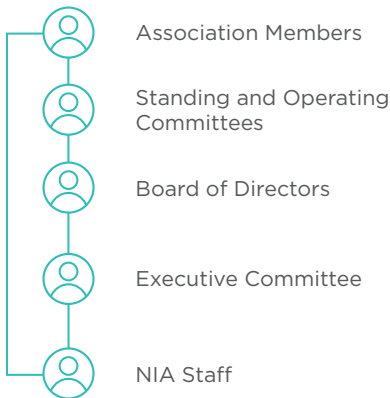 Association Members
Standing and Operating
Committees
Board of Directors
Executive Committee
NIA Staff